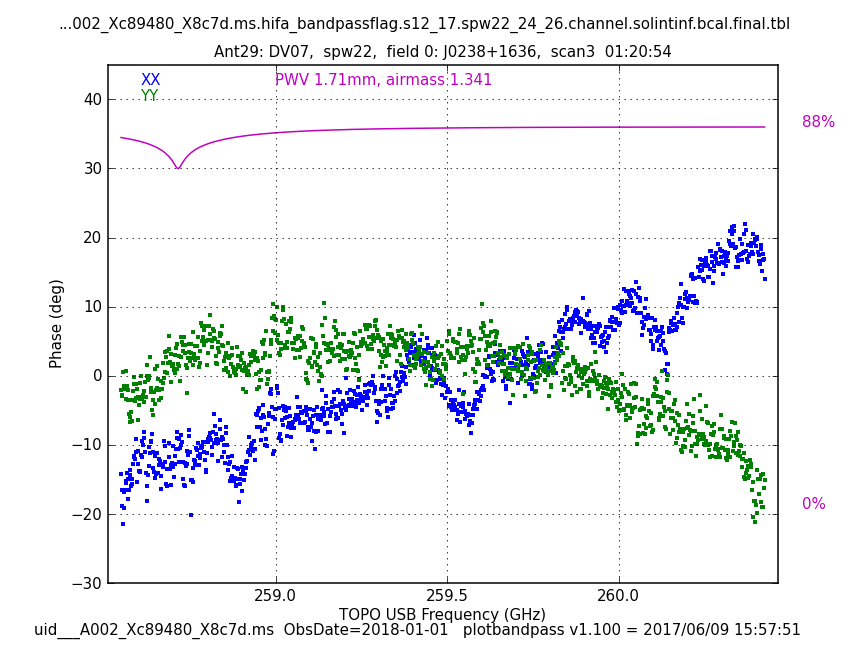 ...002_Xc89480_X8c7d.ms.hifa_bandpassflag.s12_17.spw22_24_26.channel.solintinf.bcal.final.tbl
Ant29: DV07,  spw22,  field 0: J0238+1636,  scan3  01:20:54
XX
PWV 1.71mm, airmass 1.341
YY
40
88%
30
20
10
Phase (deg)
0
−10
−20
0%
−30
259.0
259.5
260.0
TOPO USB Frequency (GHz)
uid___A002_Xc89480_X8c7d.ms  ObsDate=2018-01-01   plotbandpass v1.100 = 2017/06/09 15:57:51